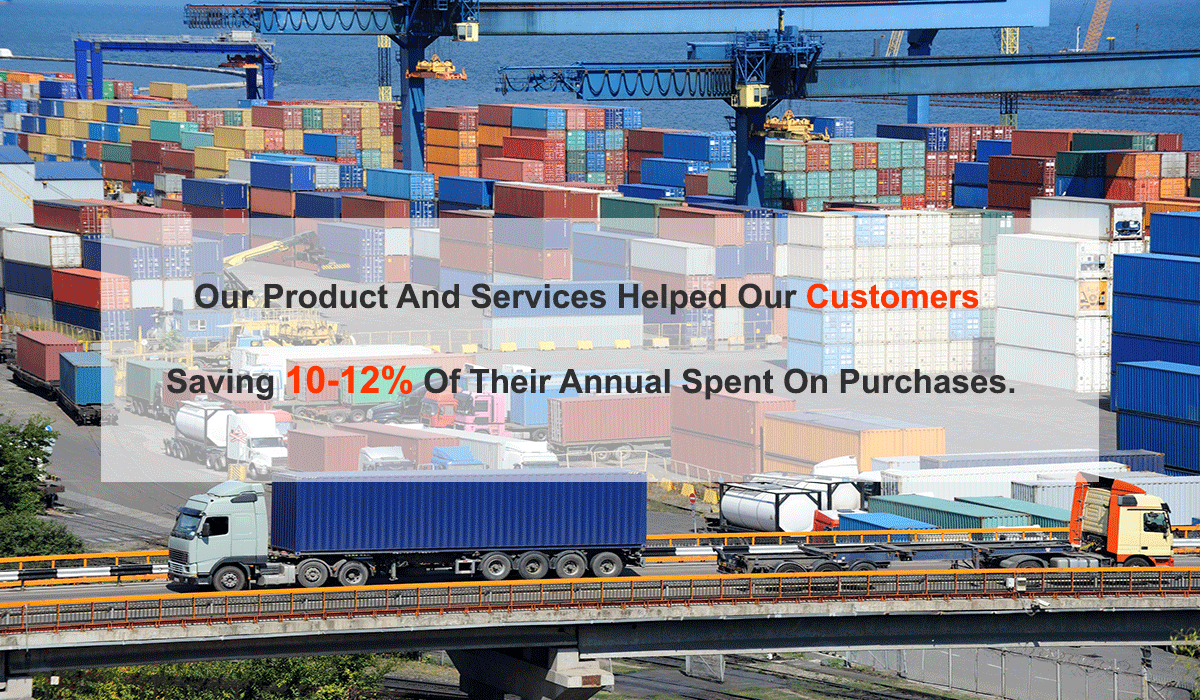 Our Product And Services Helped Our Customers
Saving 10-12% Of Their Annual Spent On Purchases.